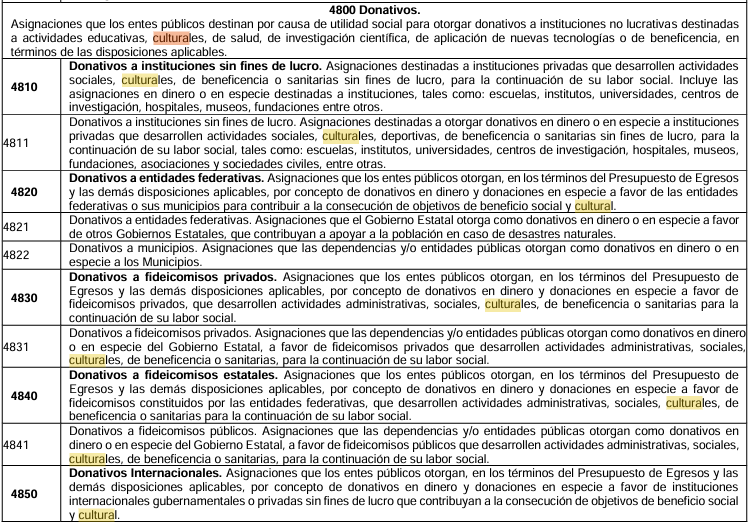 4800 Donativos.
Asignaciones que los entes públicos destinan por causa de utilidad social para otorgar donativos a instituciones no lucrativas destinadas
a actividades educativas, culturales, de salud, de investigación científica, de aplicación de nuevas tecnologías o de beneficencia, en
términos de las disposiciones aplicables.
4810
Donativos a instituciones sin fines de lucro. Asignaciones destinadas a instituciones privadas que desarrollen actividades
sociales, culturales, de beneficencia o sanitarias sin fines de lucro, para la continuación de su labor social. Incluye las
asignaciones en dinero o en especie destinadas a instituciones, tales como: escuelas, institutos, universidades, centros de
investigación, hospitales, museos, fundaciones entre otros.
4811
Donativos a instituciones sin fines de lucro. Asignaciones destinadas a otorgar donativos en dinero o en especie a instituciones
privadas que desarrollen actividades sociales, culturales, deportivas, de beneficencia o sanitarias sin fines de lucro, para la
continuación de su labor social, tales como: escuelas, institutos, universidades, centros de investigación, hospitales, museos,
fundaciones, asociaciones y sociedades civiles, entre otras.
4820
Donativos a entidades federativas. Asignaciones que los entes públicos otorgan, en los términos del Presupuesto de Egresos
y las demás disposiciones aplicables, por concepto de donativos en dinero y donaciones en especie a favor de las entidades
federativas o sus municipios para contribuir a la consecución de objetivos de beneficio social y cultural.
4821
Donativos a entidades federativas. Asignaciones que el Gobierno Estatal otorga como donativos en dinero o en especie a favor
de otros Gobiernos Estatales, que contribuyan a apoyar a la población en caso de desastres naturales.
4822
Donativos a municipios. Asignaciones que las dependencias y/o entidades públicas otorgan como donativos en dinero o en
especie a los Municipios.
4830
Donativos a fideicomisos privados. Asignaciones que los entes públicos otorgan, en los términos del Presupuesto de
Egresos y las demás disposiciones aplicables, por concepto de donativos en dinero y donaciones en especie a favor de
fideicomisos privados, que desarrollen actividades administrativas, sociales, culturales, de beneficencia o sanitarias para la
continuación de su labor social.
4831
Donativos a fideicomisos privados. Asignaciones que las dependencias y/o entidades públicas otorgan como donativos en dinero
o en especie del Gobierno Estatal, a favor de fideicomisos privados que desarrollen actividades administrativas, sociales,
culturales, de beneficencia o sanitarias, para la continuación de su labor social.
4840
Donativos a fideicomisos estatales. Asignaciones que los entes públicos otorgan, en los términos del Presupuesto de
Egresos y las demás disposiciones aplicables, por concepto de donativos en dinero y donaciones en especie a favor de
fideicomisos constituidos por las entidades federativas, que desarrollen actividades administrativas, sociales, culturales, de
beneficencia o sanitarias para la continuación de su labor social.
4841
Donativos a fideicomisos públicos. Asignaciones que las dependencias y/o entidades públicas otorgan como donativos en
dinero o en especie del Gobierno Estatal, a favor de fideicomisos públicos que desarrollen actividades administrativas, sociales,
culturales, de beneficencia o sanitarias, para la continuación de su labor social.
4850
Donativos Internacionales. Asignaciones que los entes públicos otorgan, en los términos del Presupuesto de Egresos y las
demás disposiciones aplicables, por concepto de donativos en dinero y donaciones en especie a favor de instituciones
internacionales gubernamentales o privadas sin fines de lucro que contribuyan a la consecución de objetivos de beneficio social
y cultural.